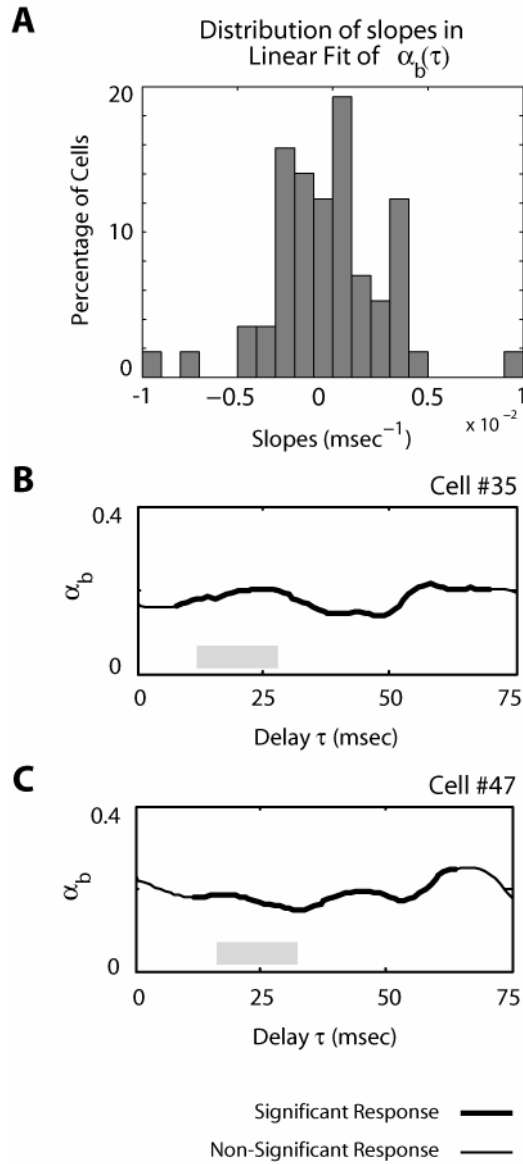 A
Distribution of slopes in
Linear Fit of α_b(τ)
20
10
0
Percentage of Cells
-1 −0.5 0 0.5 1
x 10⁻²
Slopes (msec⁻¹)
B
Cell #35
0.4
α_b
0
0 25 50 75
Delay τ (msec)
C
Cell #47
0.4
α_b
0
0 25 50 75
Delay τ (msec)
Significant Response
Non-Significant Response